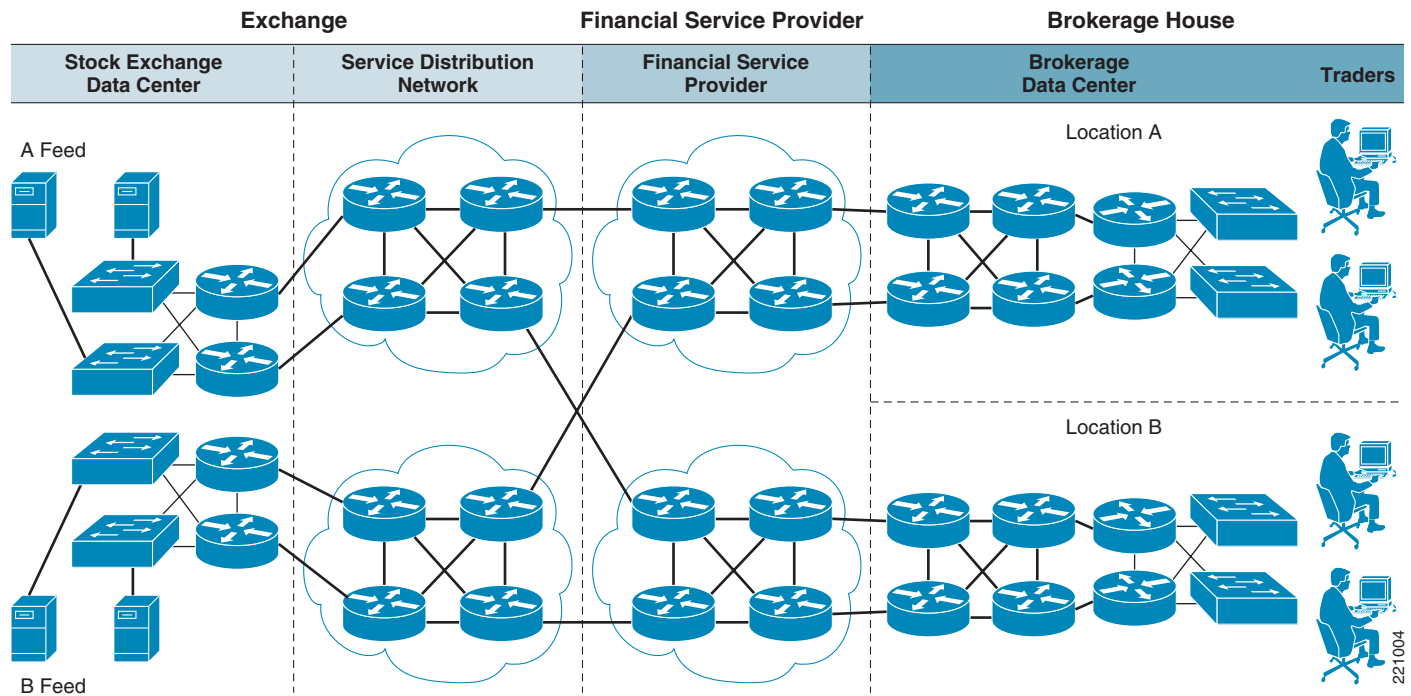 Exchange
Financial Service Provider
Brokerage House
Stock Exchange
Data Center
Service Distribution
Network
Financial Service
Provider
Brokerage
Data Center
Traders
A Feed
Location A
Location B
B Feed
221004